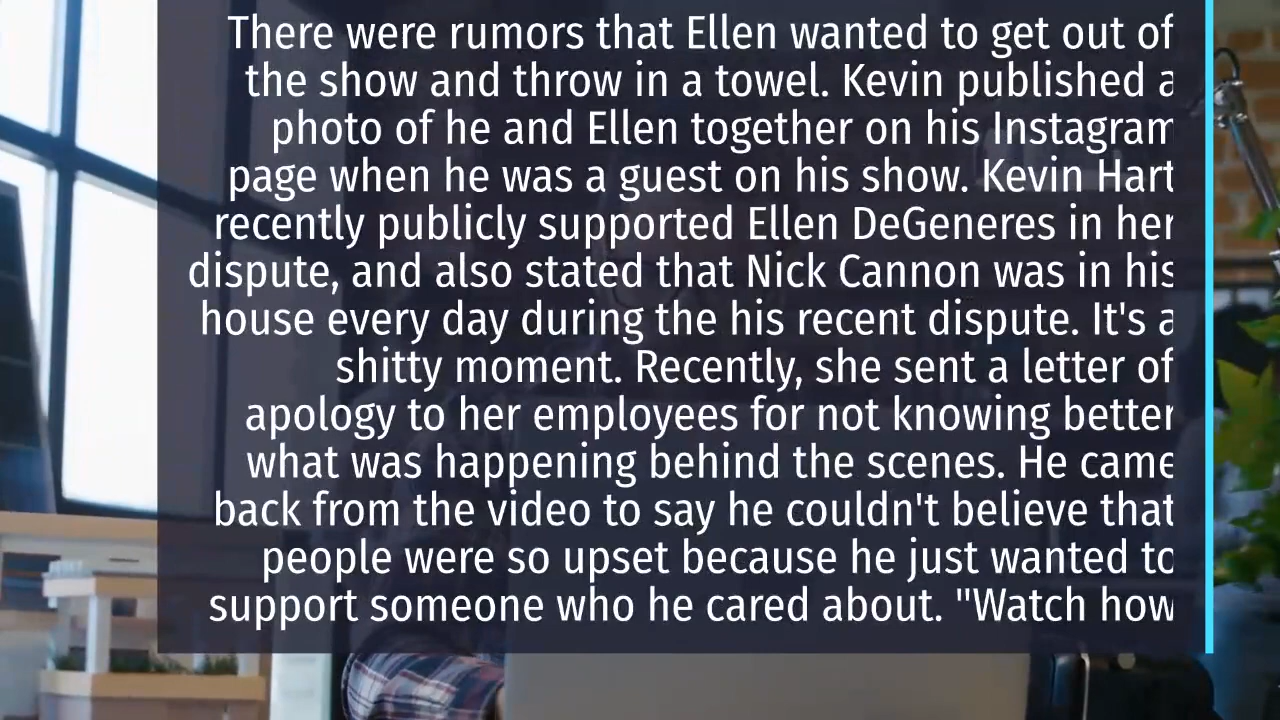 There were rumors that Ellen wanted to get out of
the show and throw in a towel. Kevin published a
photo of he and Ellen together on his Instagram
page when he was a guest on his show. Kevin Hart
recently publicly supported Ellen DeGeneres in her
dispute, and also stated that Nick Cannon was in his
house every day during the his recent dispute. It's a
shitty moment. Recently, she sent a letter of
apology to her employees for not knowing better
what was happening behind the scenes. He came
back from the video to say he couldn't believe that
people were so upset because he just wanted to
support someone who he cared about. "Watch how